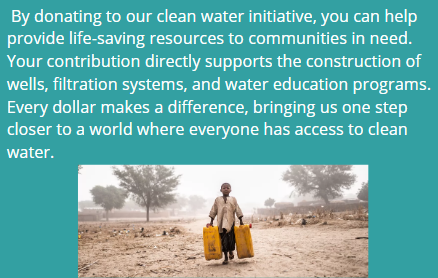 By donating to our clean water initiative, you can help
provide life-saving resources to communities in need.
Your contribution directly supports the construction of
wells, filtration systems, and water education programs.
Every dollar makes a difference, bringing us one step
closer to a world where everyone has access to clean
water.